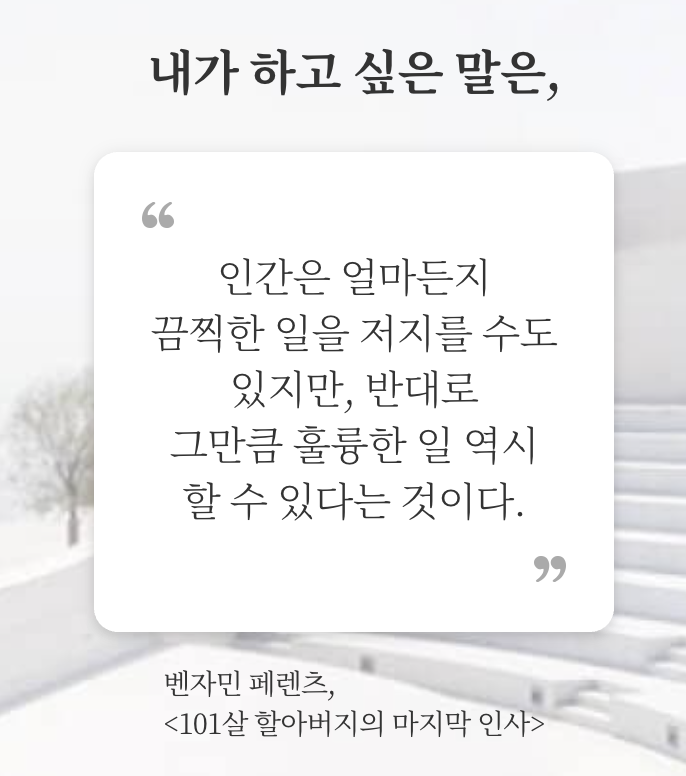 내가 하고 싶은 말은,
“
인간은 얼마든지
끔찍한 일을 저지를 수도
있지만, 반대로
그만큼 훌륭한 일 역시
할 수 있다는 것이다.
”
벤자민 페렌츠,
<101살 할아버지의 마지막 인사>